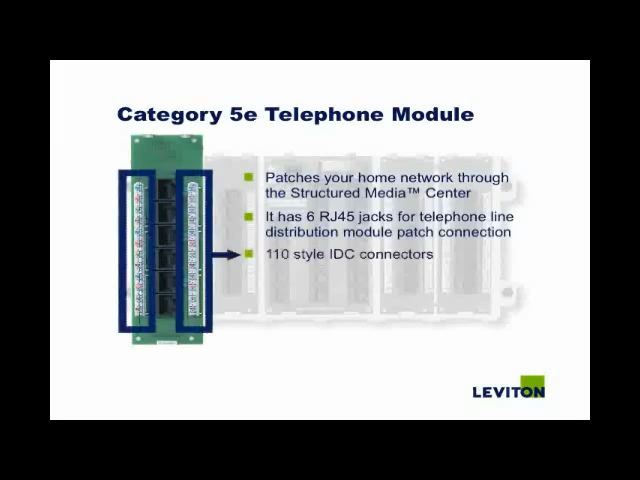 Category 5e Telephone Module
Patches your home network through
the Structured Media™ Center
It has 6 RJ45 jacks for telephone line
distribution module patch connection
110 style IDC connectors
LEVITON